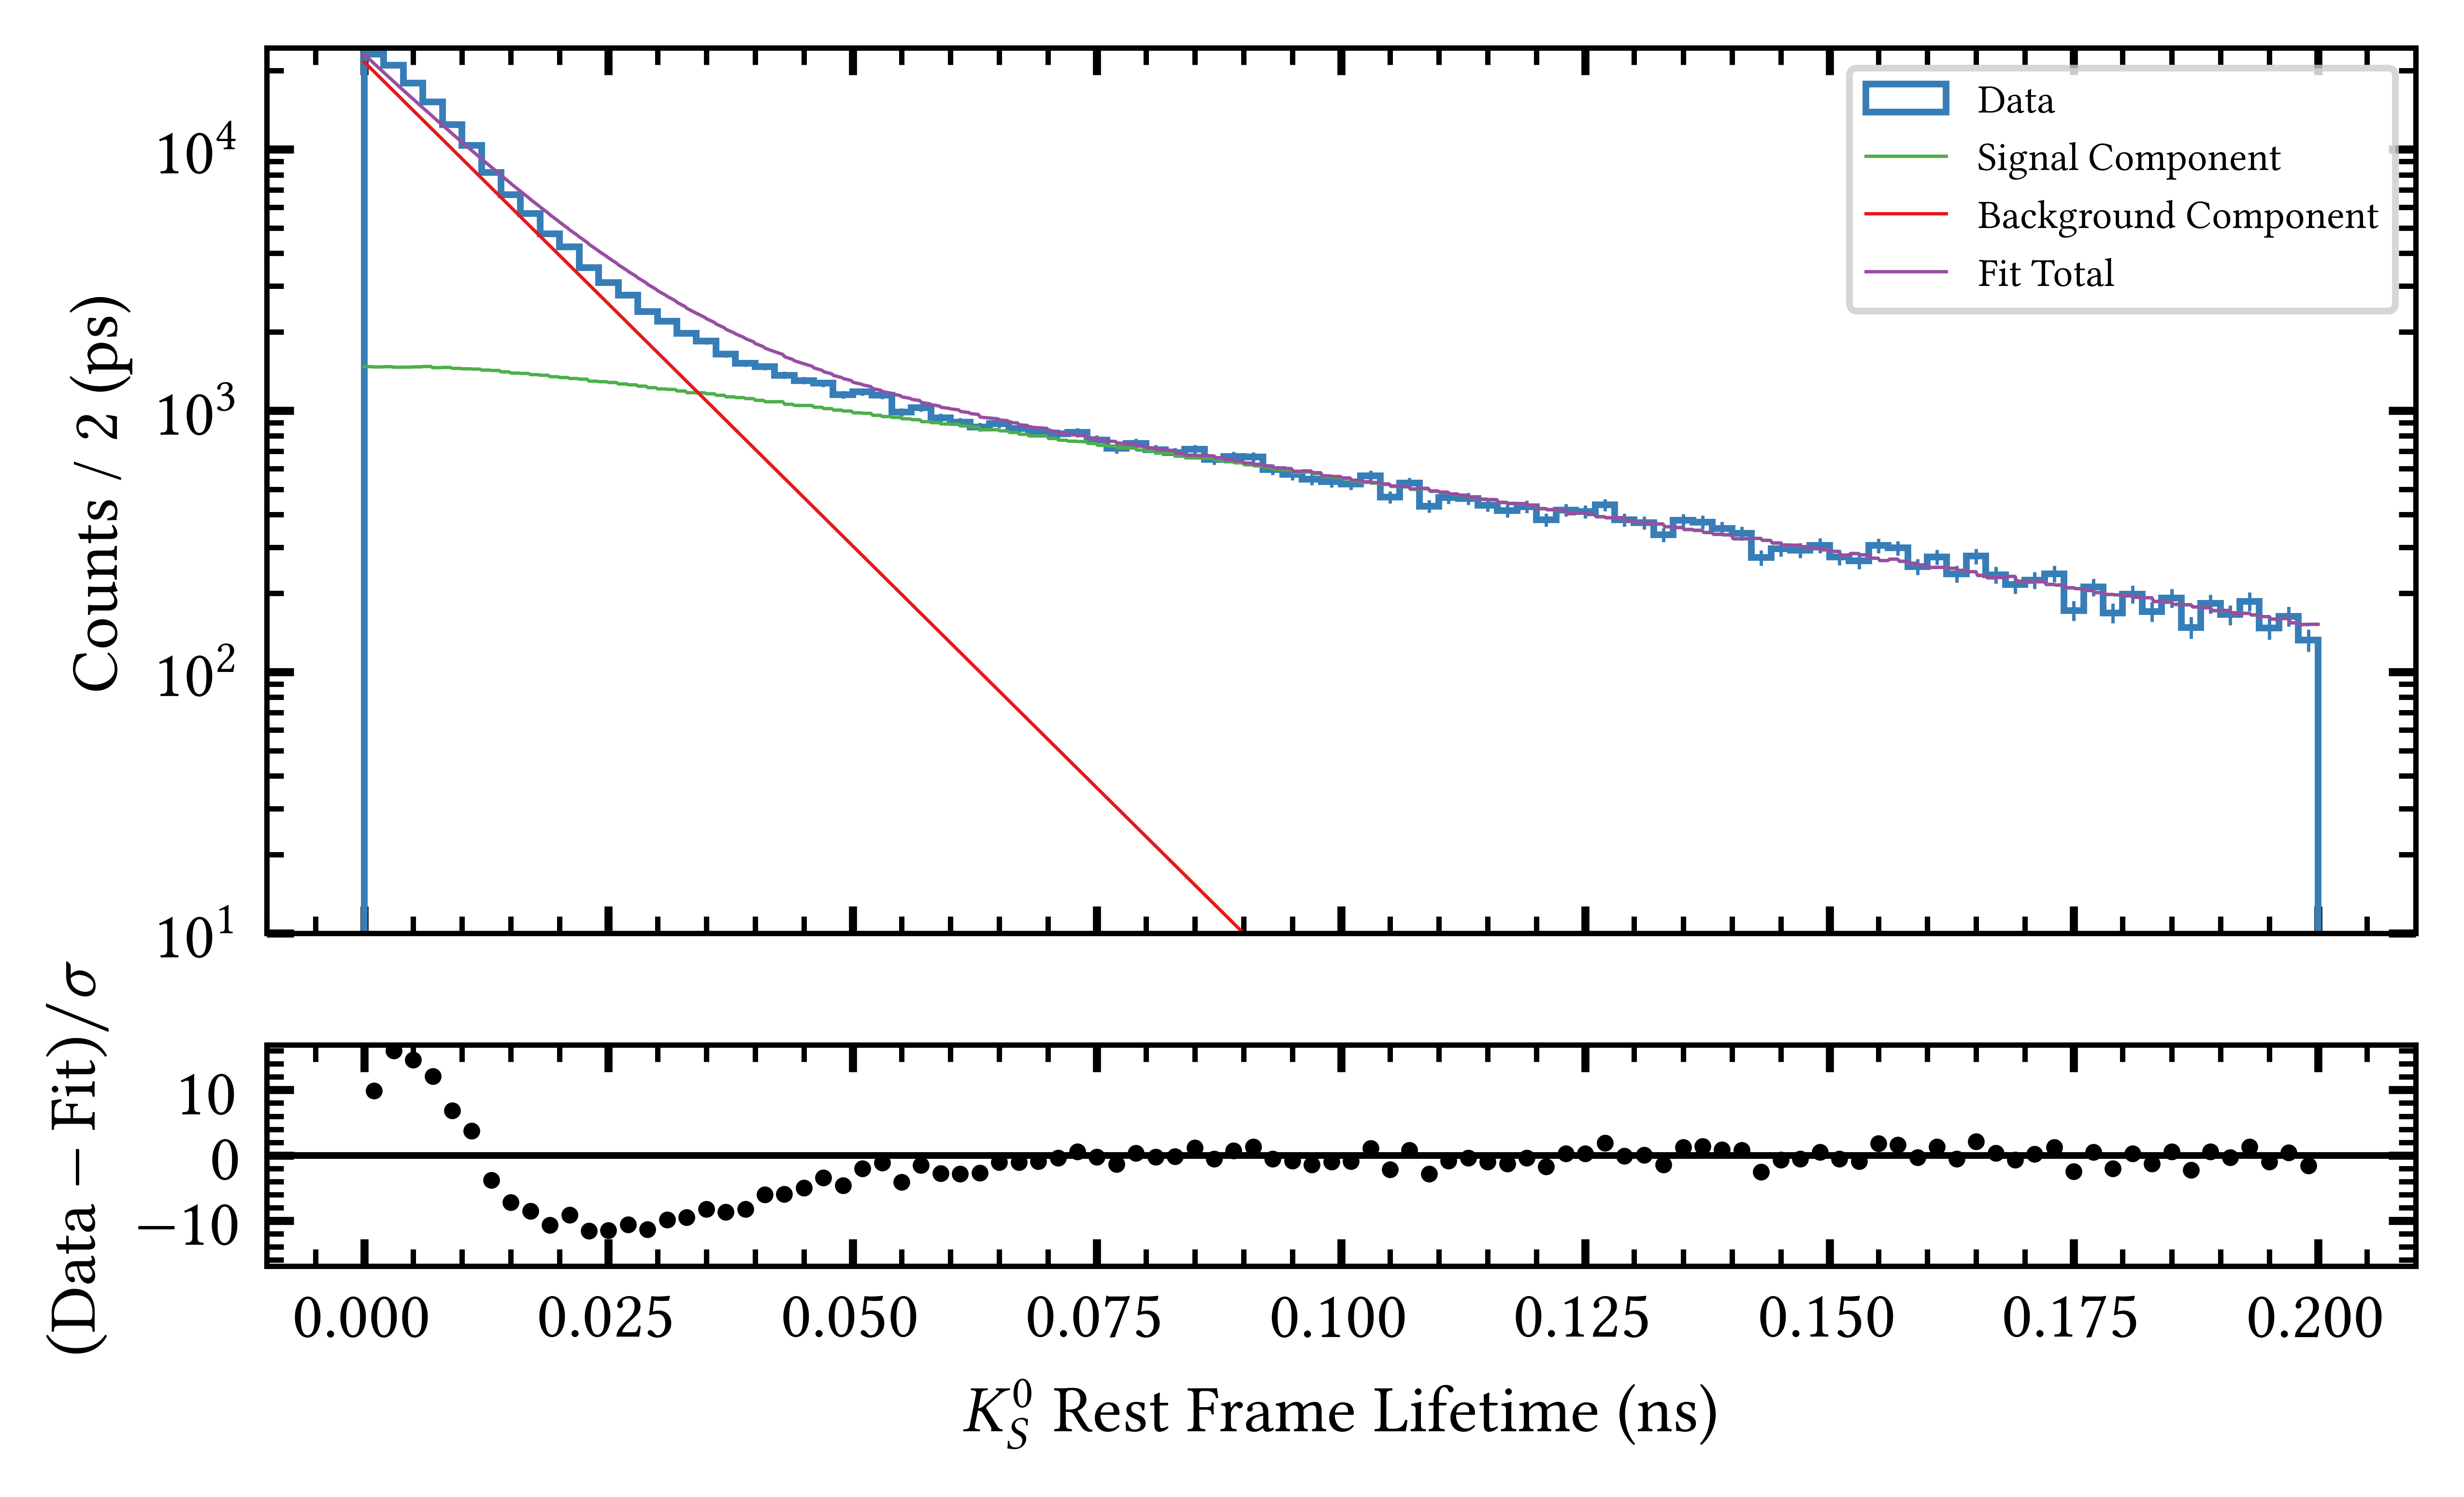 Counts / 2 (ps)
10^4
10^3
10^2
10^1
Data
Signal Component
Background Component
Fit Total
(Data − Fit)/σ
10
0
−10
0.000 0.025 0.050 0.075 0.100 0.125 0.150 0.175 0.200
K_S^0 Rest Frame Lifetime (ns)